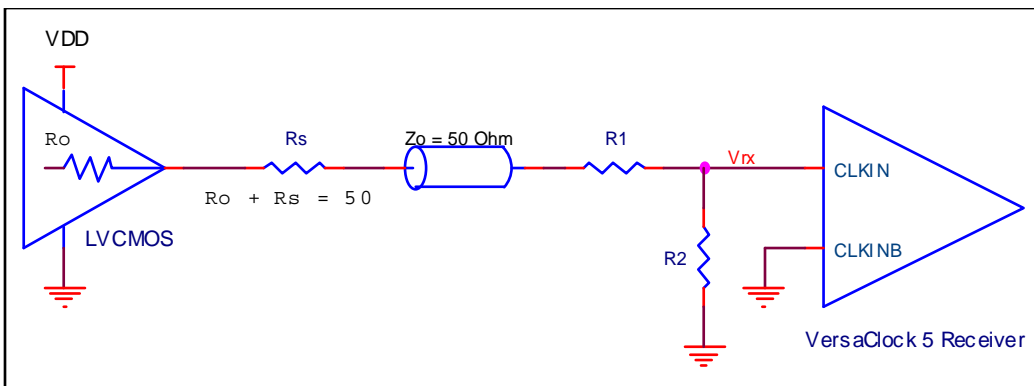 VDD
Ro
Rs
Zo = 50 Ohm
R1
Vrx
CLKIN
Ro + Rs = 50
LVCMOS
R2
CLKINB
VersaClock 5 Receiver